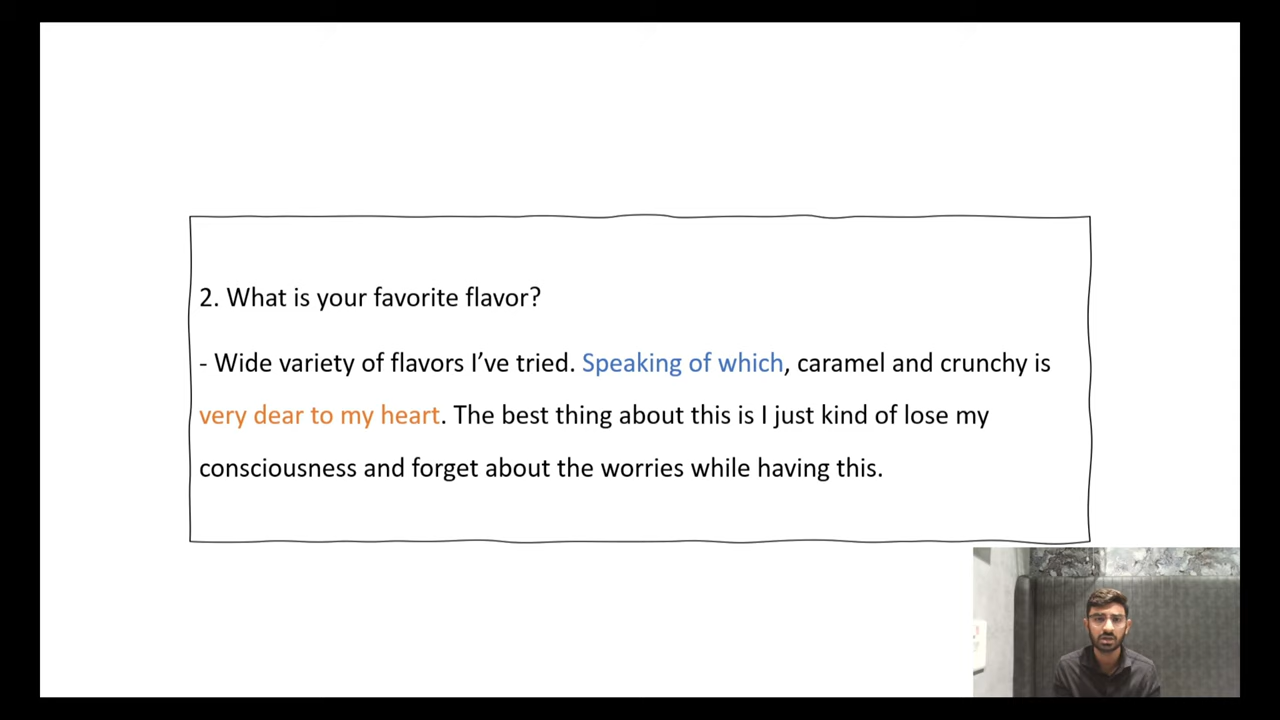 2. What is your favorite flavor?
- Wide variety of flavors I’ve tried. Speaking of which, caramel and crunchy is
very dear to my heart. The best thing about this is I just kind of lose my
consciousness and forget about the worries while having this.